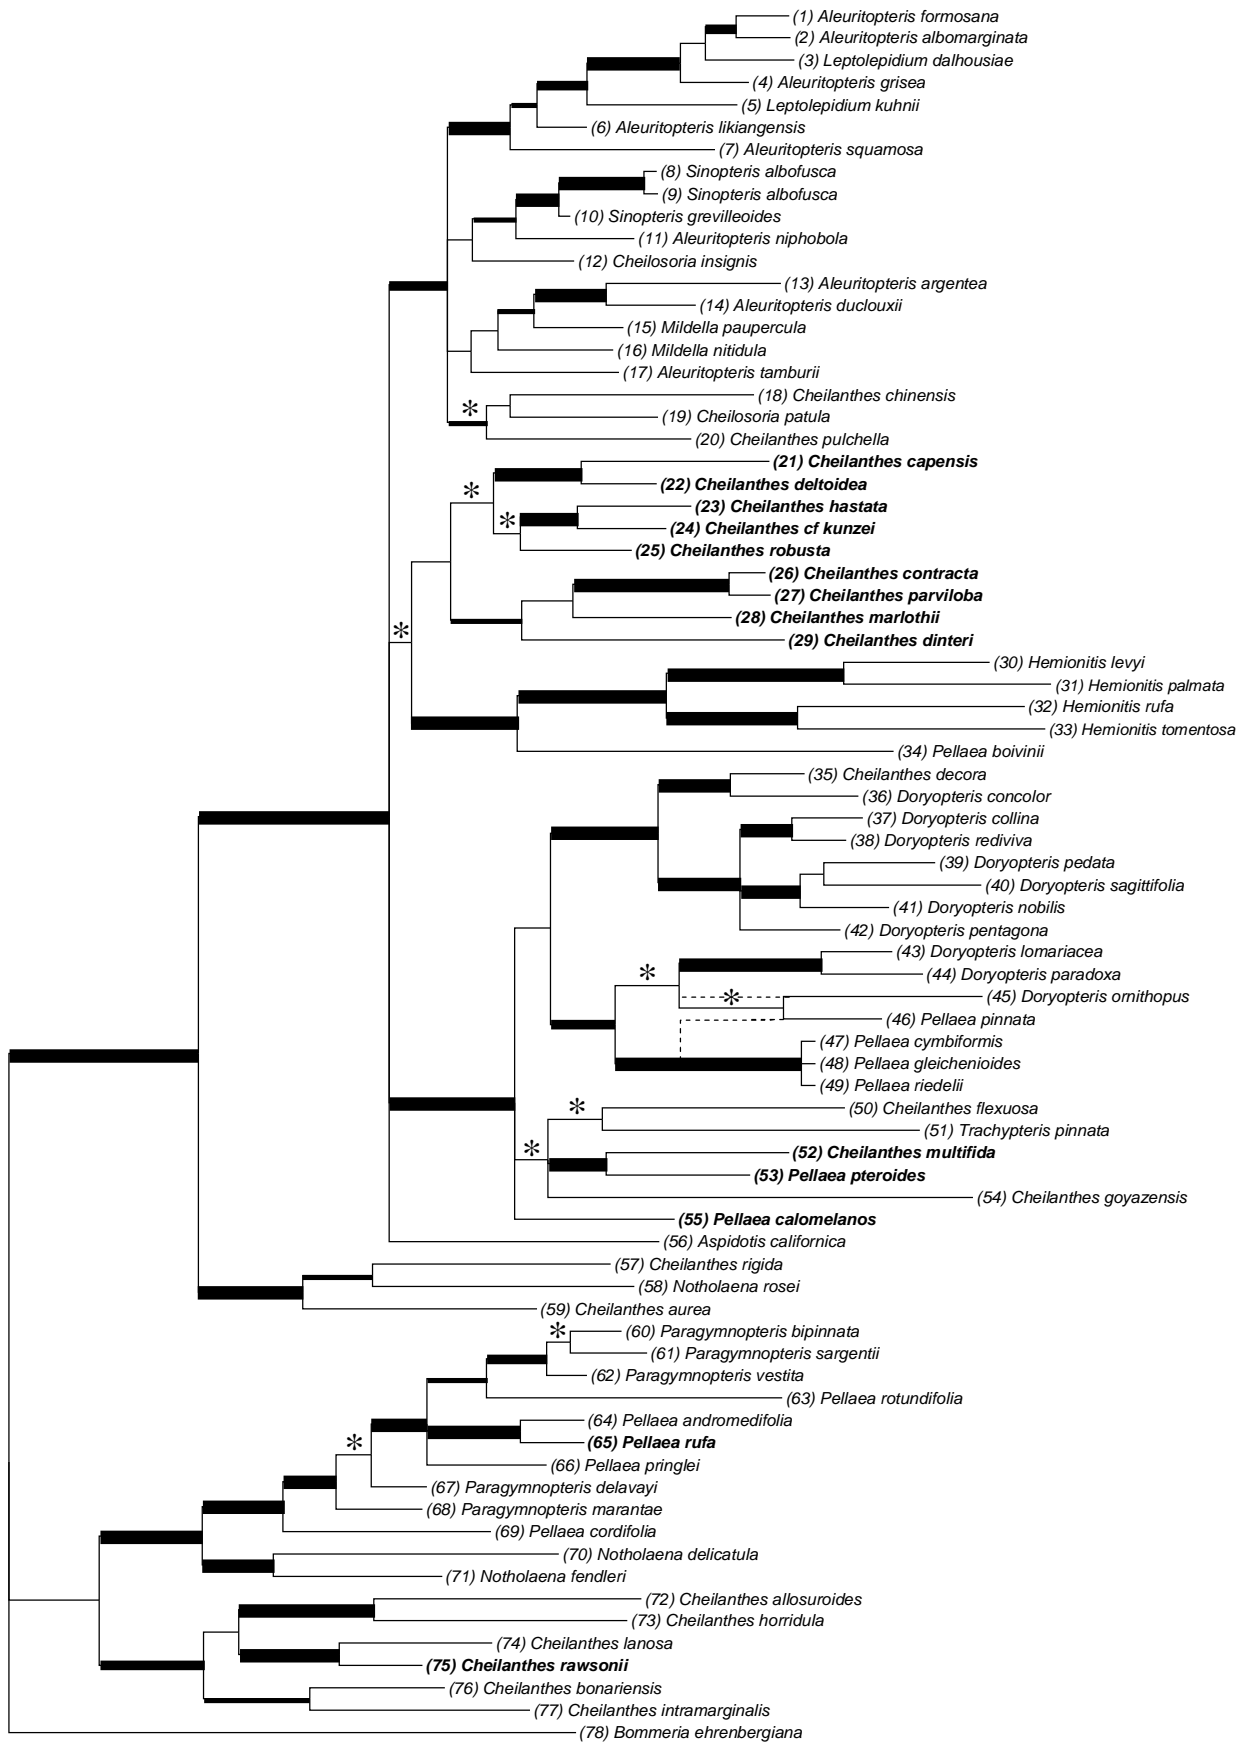 (1) Aleuritopteris formosana
(2) Aleuritopteris albomarginata
(3) Leptolepidium dalhousiae
(4) Aleuritopteris grisea
(5) Leptolepidium kuhnii
(6) Aleuritopteris likiangensis
(7) Aleuritopteris squamosa
(8) Sinopteris albofusca
(9) Sinopteris albofusca
(10) Sinopteris grevilleoides
(11) Aleuritopteris niphobola
(12) Cheilosoria insignis
(13) Aleuritopteris argentea
(14) Aleuritopteris duclouxii
(15) Mildella paupercula
(16) Mildella nitidula
(17) Aleuritopteris tamburii
(18) Cheilanthes chinensis
*
(19) Cheilosoria patula
(20) Cheilanthes pulchella
(21) Cheilanthes capensis
(22) Cheilanthes deltoidea
*
(23) Cheilanthes hastata
*
(24) Cheilanthes cf kunzei
(25) Cheilanthes robusta
(26) Cheilanthes contracta
(27) Cheilanthes parviloba
(28) Cheilanthes marlothii
*
(29) Cheilanthes dinteri
(30) Hemionitis levyi
(31) Hemionitis palmata
(32) Hemionitis rufa
(33) Hemionitis tomentosa
(34) Pellaea boivinii
(35) Cheilanthes decora
(36) Doryopteris concolor
(37) Doryopteris collina
(38) Doryopteris rediviva
(39) Doryopteris pedata
(40) Doryopteris sagittifolia
(41) Doryopteris nobilis
(42) Doryopteris pentagona
(43) Doryopteris lomariacea
*
(44) Doryopteris paradoxa
*
(45) Doryopteris ornithopus
(46) Pellaea pinnata
(47) Pellaea cymbiformis
(48) Pellaea gleichenioides
(49) Pellaea riedelii
*
(50) Cheilanthes flexuosa
(51) Trachypteris pinnata
*
(52) Cheilanthes multifida
(53) Pellaea pteroides
(54) Cheilanthes goyazensis
(55) Pellaea calomelanos
(56) Aspidotis californica
(57) Cheilanthes rigida
(58) Notholaena rosei
(59) Cheilanthes aurea
*
(60) Paragymnopteris bipinnata
(61) Paragymnopteris sargentii
(62) Paragymnopteris vestita
(63) Pellaea rotundifolia
(64) Pellaea andromedifolia
*
(65) Pellaea rufa
(66) Pellaea pringlei
(67) Paragymnopteris delavayi
(68) Paragymnopteris marantae
(69) Pellaea cordifolia
(70) Notholaena delicatula
(71) Notholaena fendleri
(72) Cheilanthes allosuroides
(73) Cheilanthes horridula
(74) Cheilanthes lanosa
(75) Cheilanthes rawsonii
(76) Cheilanthes bonariensis
(77) Cheilanthes intramarginalis
(78) Bommeria ehrenbergiana